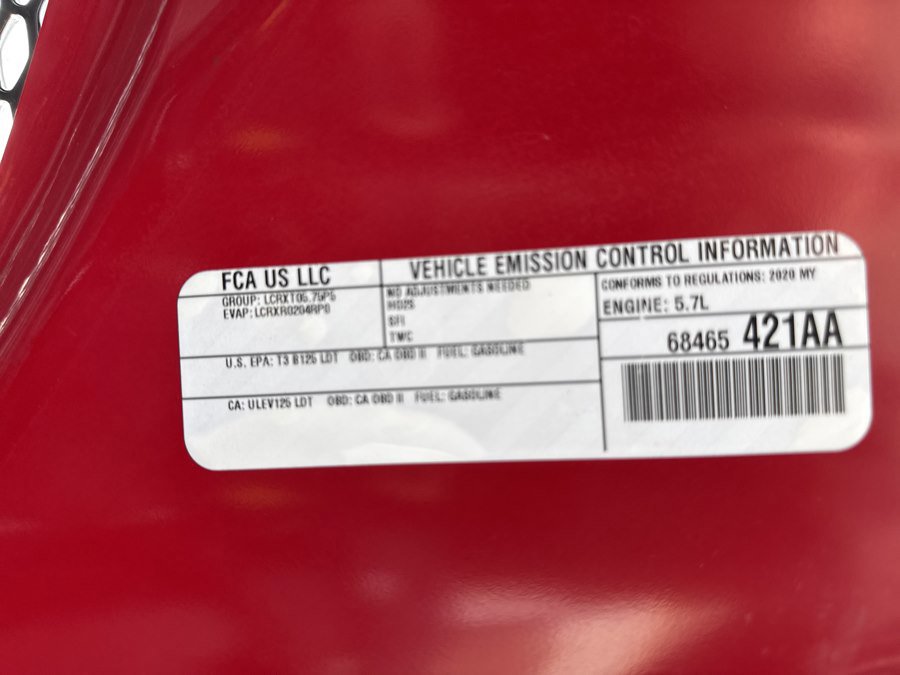 FCA US LLC
VEHICLE EMISSION CONTROL INFORMATION
GROUP: LCRXT05.75P5
EVAP: LCRXR0204RP0
NO ADJUSTMENTS NEEDED
HO2S
SFI
TWC
CONFORMS TO REGULATIONS: 2020 MY
ENGINE: 5.7L
68465 421AA
U.S. EPA: T3 B125 LDT OBD: CA OBD II FUEL: GASOLINE
CA: ULEV125 LDT OBD: CA OBD II FUEL: GASOLINE